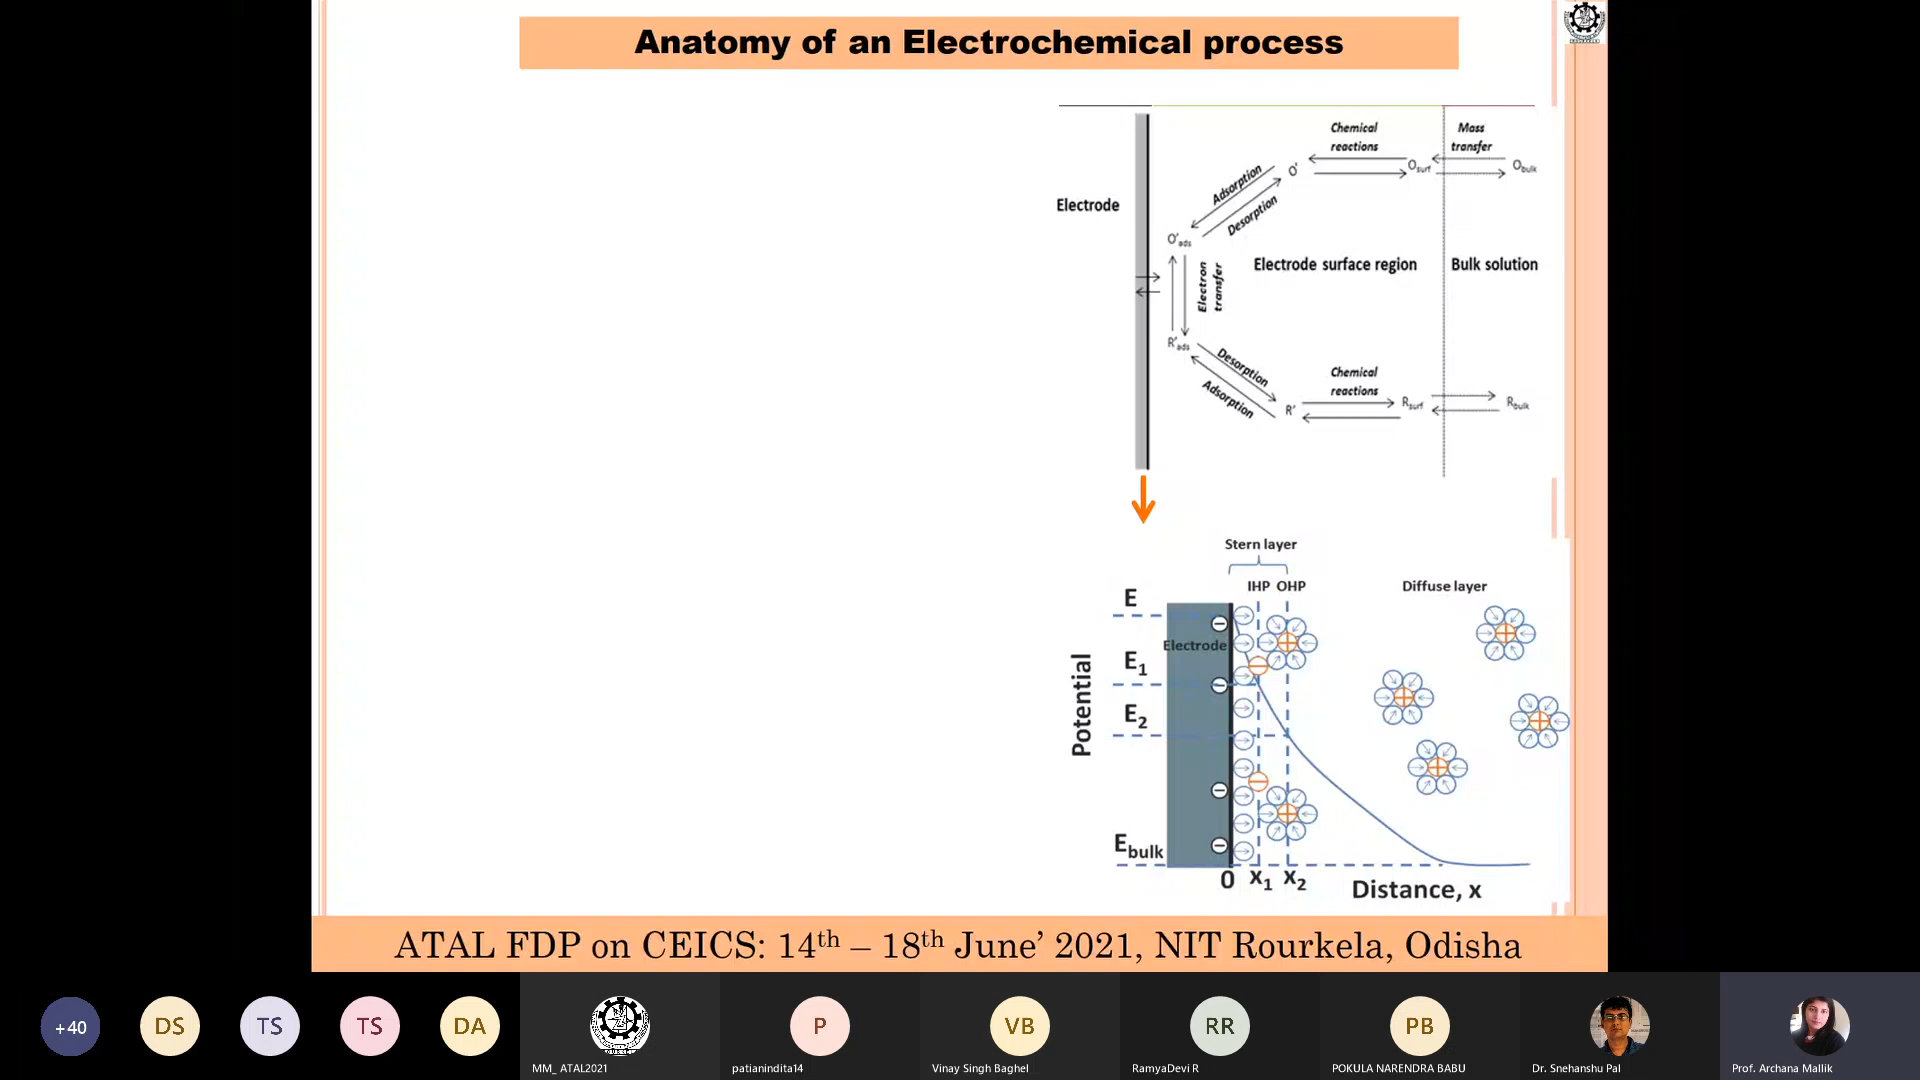 Anatomy of an Electrochemical process
Chemical
reactions
Mass
transfer
O'
Osurf
Obulk
Adsorption
Desorption
Electrode
O'ads
Electron
transfer
Electrode surface region
Bulk solution
R'ads
Desorption
Adsorption
Chemical
reactions
R'
Rsurf
Rbulk
Stern layer
IHP OHP
Diffuse layer
E
Electrode
E1
E2
Potential
Ebulk
0 x1 x2
Distance, x
ATAL FDP on CEICS: 14th – 18th June’ 2021, NIT Rourkela, Odisha
+40
DS
TS
TS
DA
P
VB
RR
PB
MM_ ATAL2021
patianindita14
Vinay Singh Baghel
RamyaDevi R
POKULA NARENDRA BABU
Dr. Snehanshu Pal
Prof. Archana Mallik